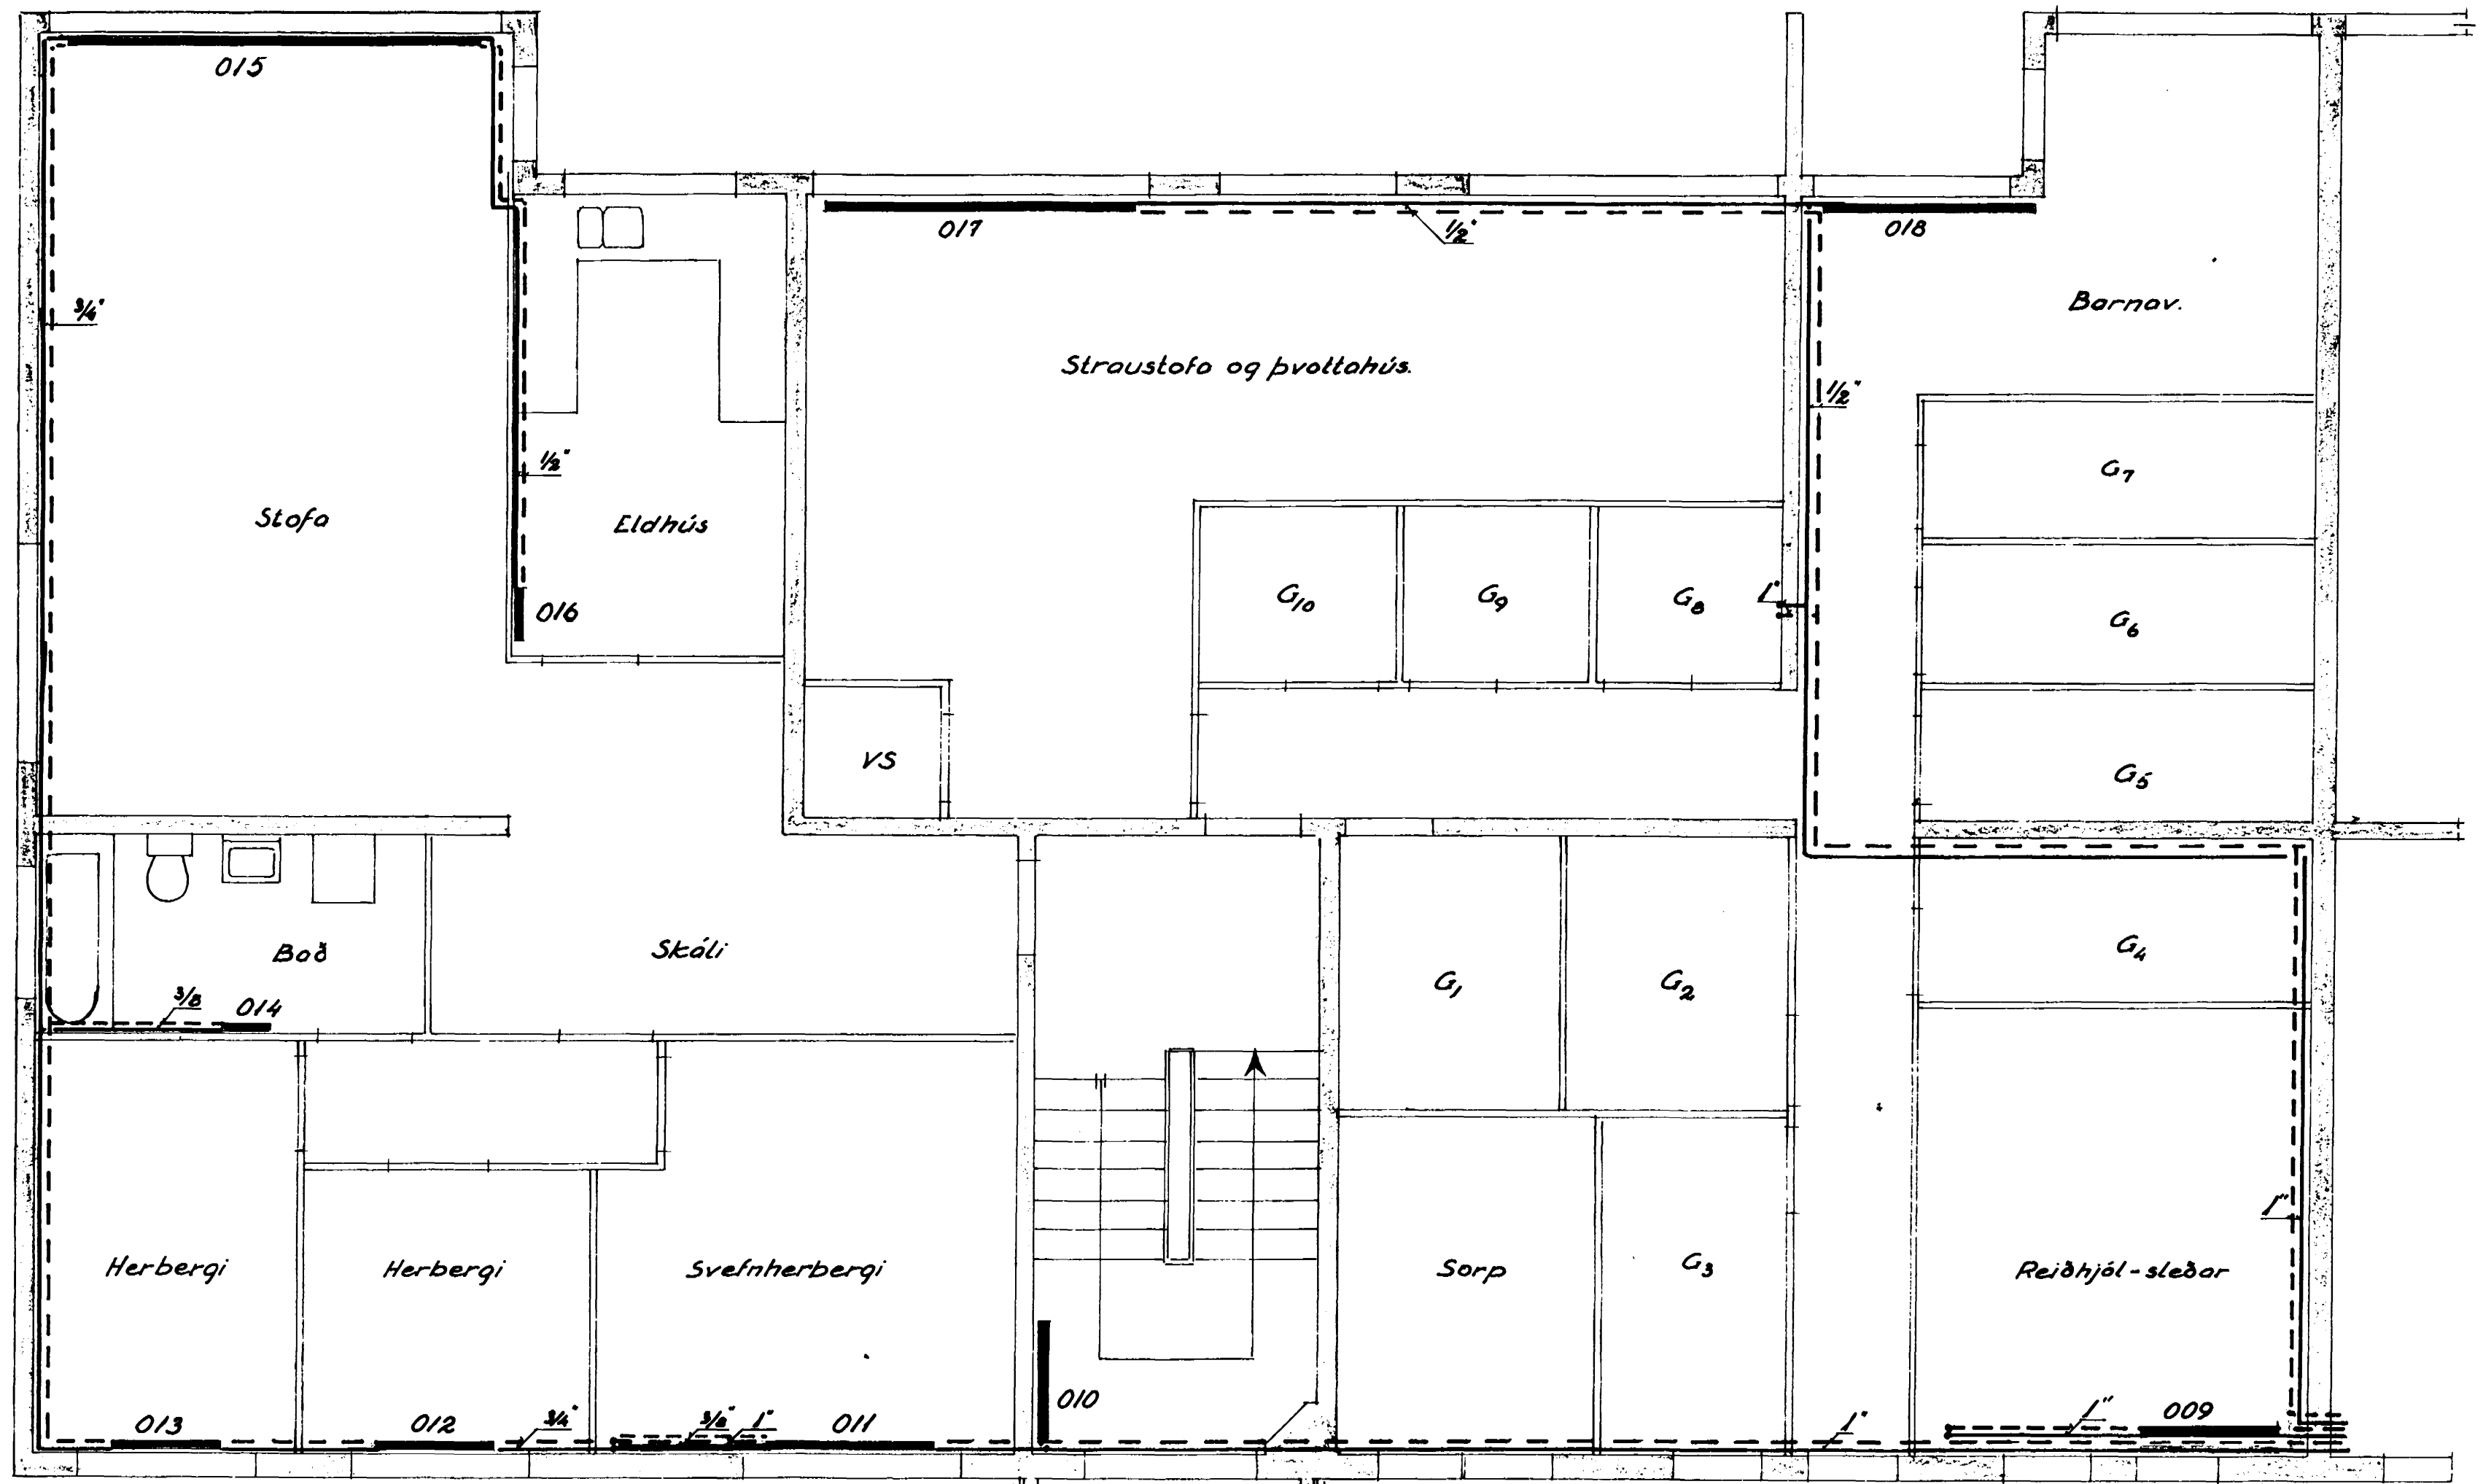 015
017
½"
018
¾"
Barnav.
Straustofa og þvottahús.
½"
½"
G7
Stofa
Eldhús
G10
G9
G8
1"
016
G6
VS
G5
Bað
Skáli
G4
G1
G2
3/8
014
1"
Herbergi
Herbergi
Svefnherbergi
Sorp
G3
Reiðhjól-sleðar
010
013
012
¾"
3/8"
1"
011
1"
1"
009